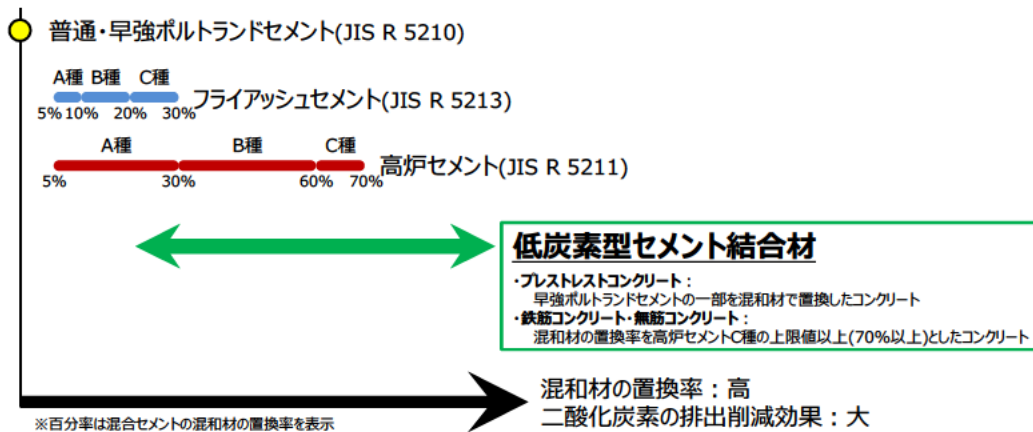 普通・早強ポルトランドセメント(JIS R 5210)
A種 B種 C種
フライアッシュセメント(JIS R 5213)
5% 10% 20% 30%
A種 B種 C種
高炉セメント(JIS R 5211)
5% 30% 60% 70%
低炭素型セメント結合材
・プレストレストコンクリート：
早強ポルトランドセメントの一部を混和材で置換したコンクリート
・鉄筋コンクリート・無筋コンクリート：
混和材の置換率を高炉セメントC種の上限値以上(70%以上)としたコンクリート
混和材の置換率：高
二酸化炭素の排出削減効果：大
※百分率は混合セメントの混和材の置換率を表示